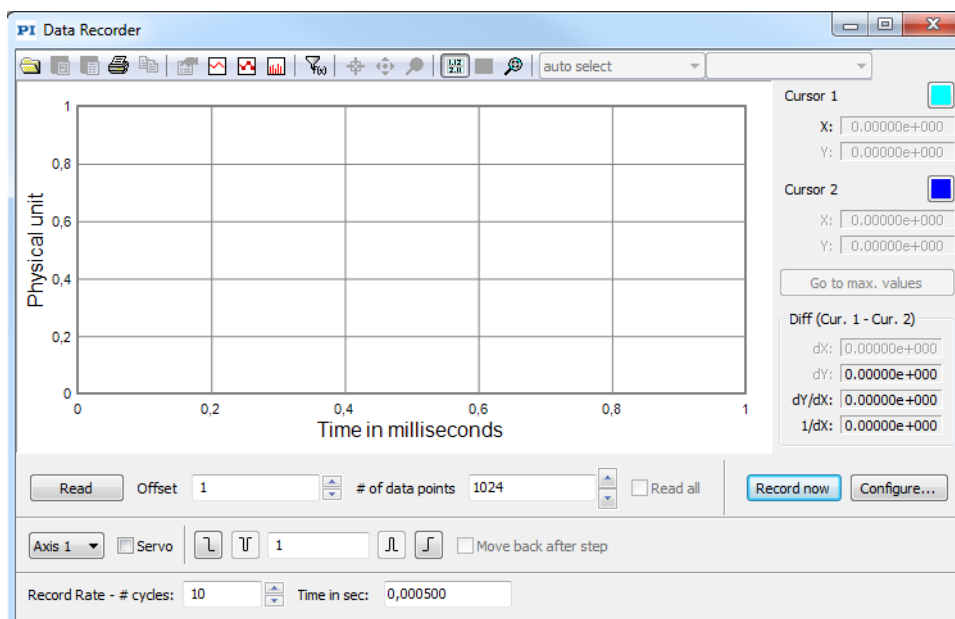 PI Data Recorder
auto select
1
0,8
0,6
0,4
0,2
0
Physical unit
0
0,2
0,4
0,6
0,8
1
Time in milliseconds
Cursor 1
X: 0.00000e+000
Y: 0.00000e+000
Cursor 2
X: 0.00000e+000
Y: 0.00000e+000
Go to max. values
Diff (Cur. 1 - Cur. 2)
dX: 0.00000e+000
dY: 0.00000e+000
dY/dX: 0.00000e+000
1/dX: 0.00000e+000
Read Offset 1 # of data points 1024 Read all Record now Configure...
Axis 1 Servo 1 Move back after step
Record Rate - # cycles: 10 Time in sec: 0,000500